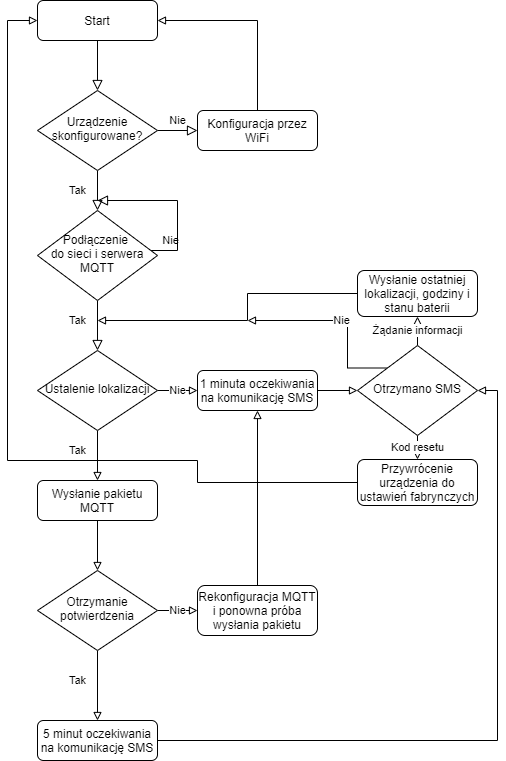 Start
Urządzenie
skonfigurowane?
Nie
Konfiguracja przez
WiFi
Tak
Podłączenie
do sieci i serwera
MQTT
Nie
Tak
Wysłanie ostatniej
lokalizacji, godziny i
stanu baterii
Nie
Żądanie informacji
Ustalenie lokalizacji
Nie
1 minuta oczekiwania
na komunikację SMS
Otrzymano SMS
Tak
Kod resetu
Wysłanie pakietu
MQTT
Przywrócenie
urządzenia do
ustawień fabrynczych
Otrzymanie
potwierdzenia
Nie
Rekonfiguracja MQTT
i ponowna próba
wysłania pakietu
Tak
5 minut oczekiwania
na komunikację SMS